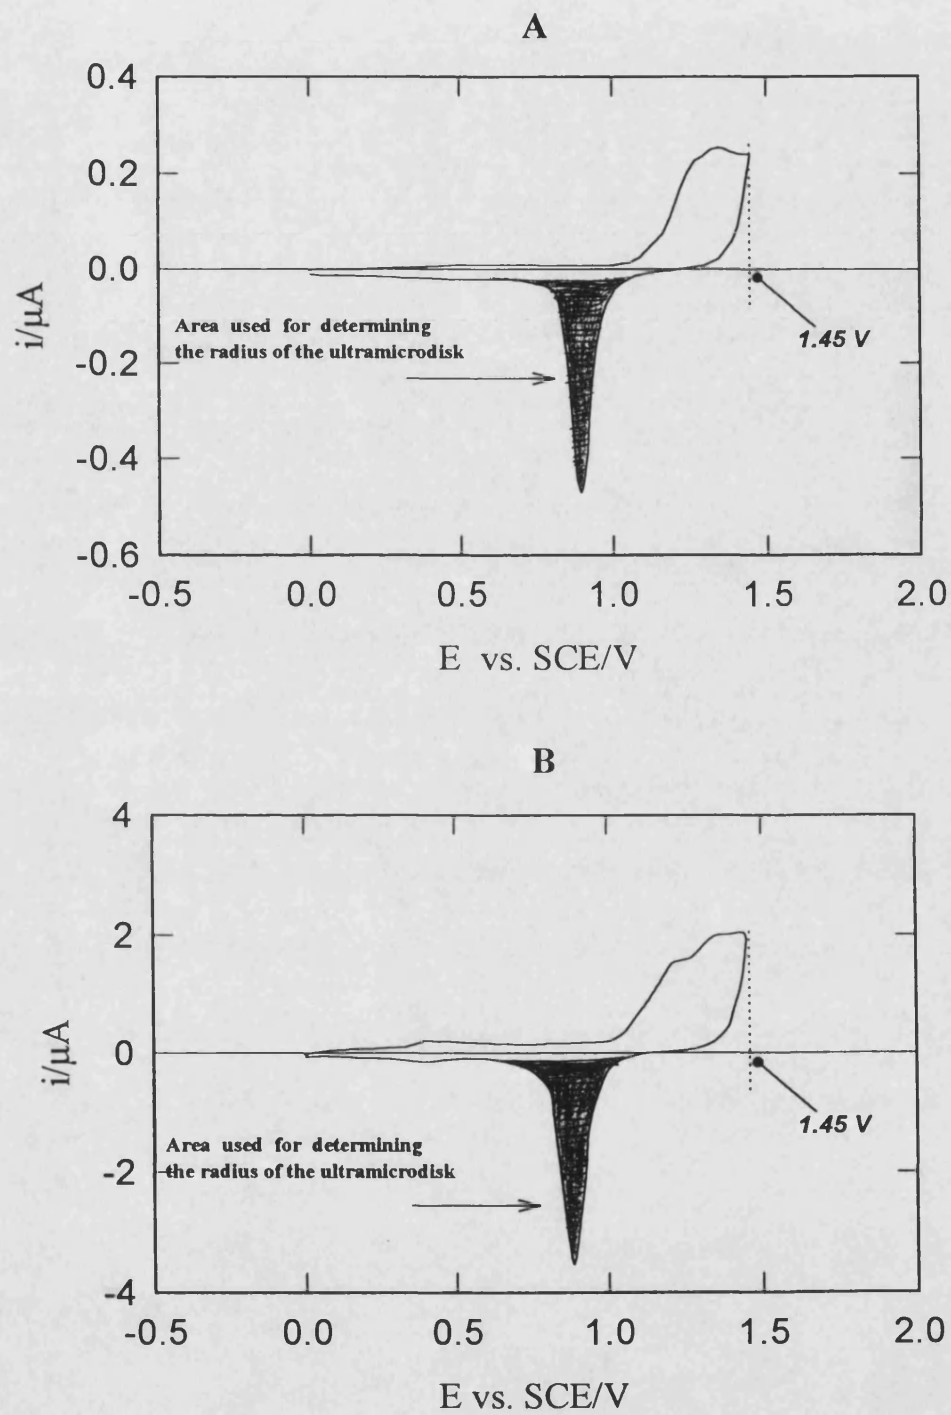 A
0.4
0.2
0.0
-0.2
-0.4
-0.6
i/μA
Area used for determining
the radius of the ultramicrodisk
1.45 V
-0.5 0.0 0.5 1.0 1.5 2.0
E vs. SCE/V
B
4
2
0
-2
-4
i/μA
Area used for determining
the radius of the ultramicrodisk
1.45 V
-0.5 0.0 0.5 1.0 1.5 2.0
E vs. SCE/V